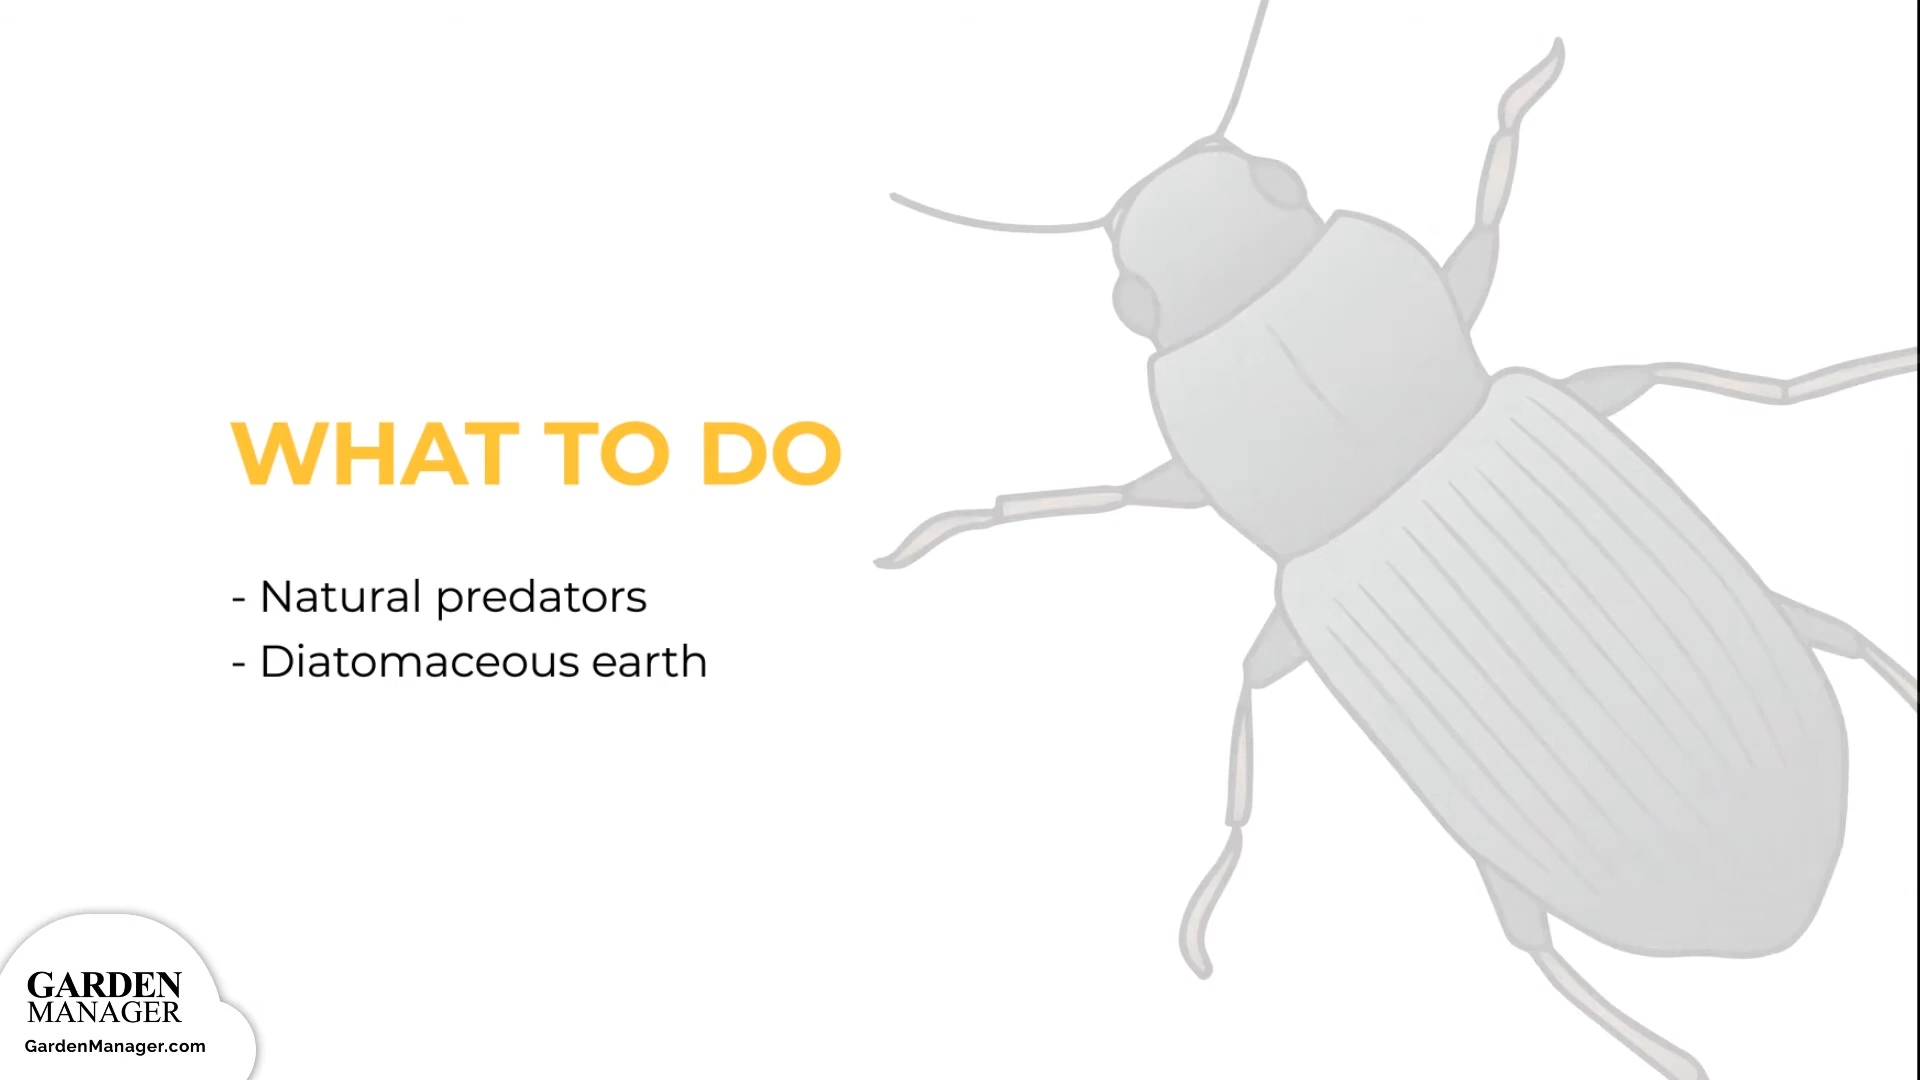 WHAT TO DO
- Natural predators
- Diatomaceous earth
GARDEN
MANAGER
GardenManager.com